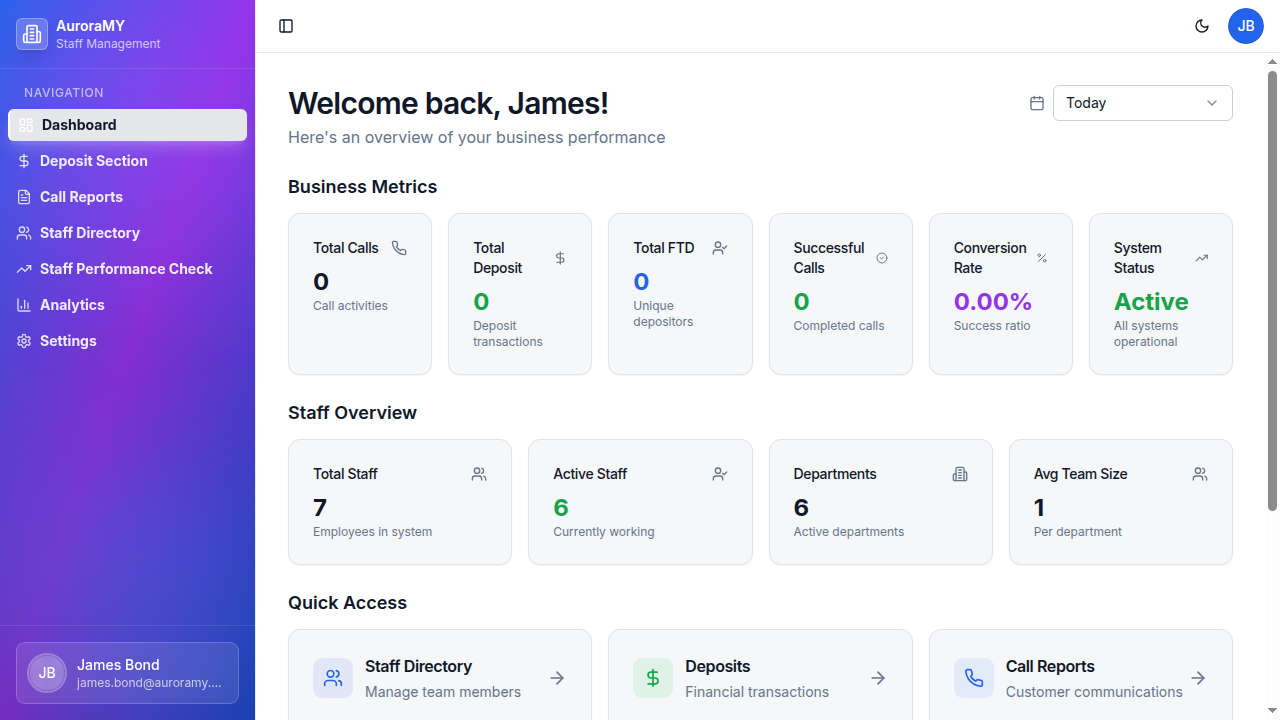 AuroraMY
Staff Management
NAVIGATION
Dashboard
Deposit Section
Call Reports
Staff Directory
Staff Performance Check
Analytics
Settings
JB
James Bond
james.bond@auroramy....
JB
Welcome back, James!
Here's an overview of your business performance
Today
Business Metrics
Total Calls
0
Call activities
Total
Deposit
0
Deposit
transactions
Total FTD
0
Unique
depositors
Successful
Calls
0
Completed calls
Conversion
Rate
0.00%
Success ratio
System
Status
Active
All systems
operational
Staff Overview
Total Staff
7
Employees in system
Active Staff
6
Currently working
Departments
6
Active departments
Avg Team Size
1
Per department
Quick Access
Staff Directory
Manage team members
Deposits
Financial transactions
Call Reports
Customer communications